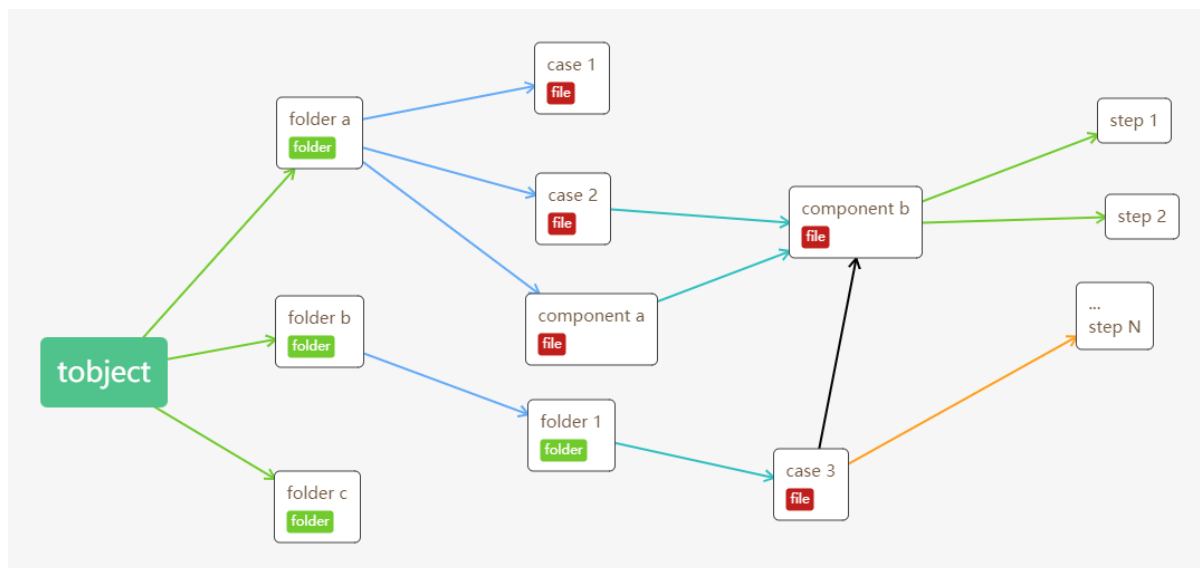 tobject
folder a
folder
folder b
folder
folder c
folder
case 1
file
case 2
file
component a
file
folder 1
folder
component b
file
case 3
file
step 1
step 2
...
step N